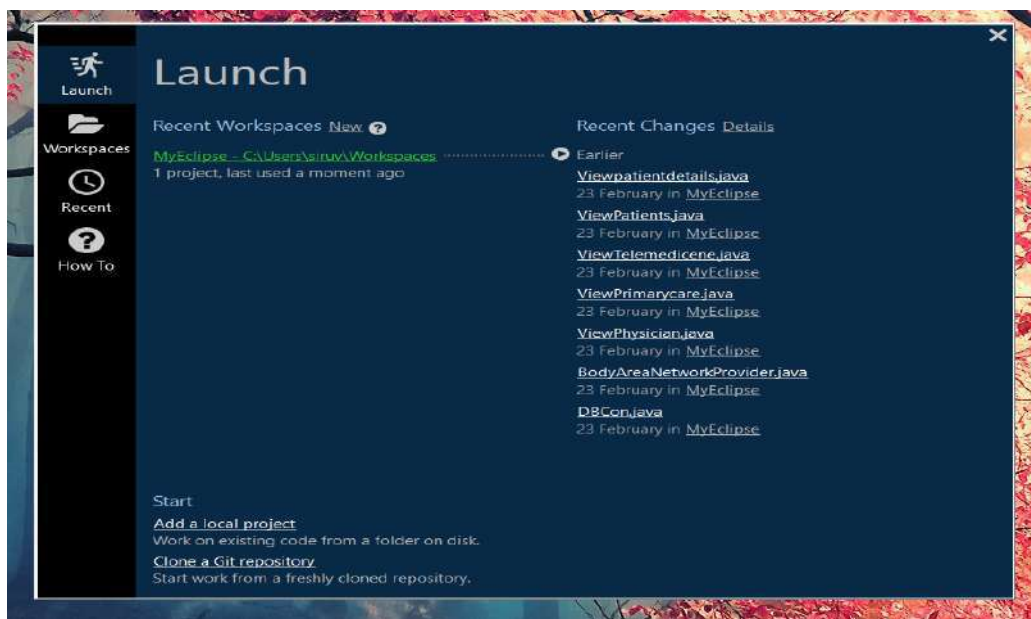 Launch
Workspaces
Recent
How To
Launch
Recent Workspaces New ?
MyEclipse - C:\Users\siruv\Workspaces
1 project, last used a moment ago
Recent Changes Details
Earlier
Viewpatientdetails.java
23 February in MyEclipse
ViewPatients.java
23 February in MyEclipse
ViewTelemedicene.java
23 February in MyEclipse
ViewPrimarycare.java
23 February in MyEclipse
ViewPhysician.java
23 February in MyEclipse
BodyAreaNetworkProvider.java
23 February in MyEclipse
DBCon.java
23 February in MyEclipse
Start
Add a local project
Work on existing code from a folder on disk.
Clone a Git repository
Start work from a freshly cloned repository.